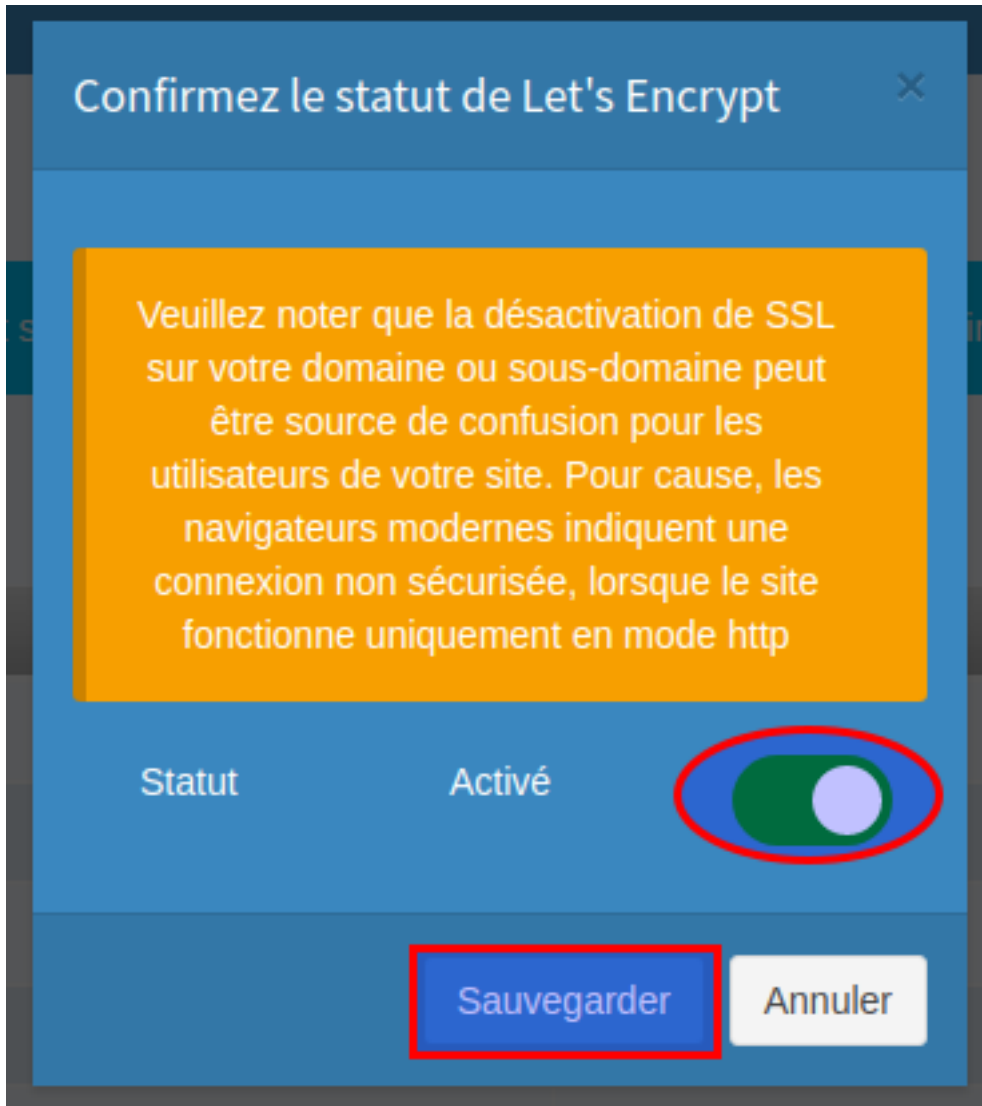 Confirmez le statut de Let's Encrypt ×
Veuillez noter que la désactivation de SSL
sur votre domaine ou sous-domaine peut
être source de confusion pour les
utilisateurs de votre site. Pour cause, les
navigateurs modernes indiquent une
connexion non sécurisée, lorsque le site
fonctionne uniquement en mode http
Statut Activé
Sauvegarder Annuler